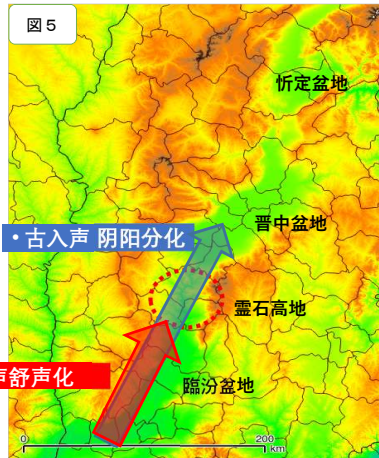 図５
忻定盆地
• 古入声 阴阳分化
晋中盆地
霊石高地
声舒声化
臨汾盆地
0 200
km